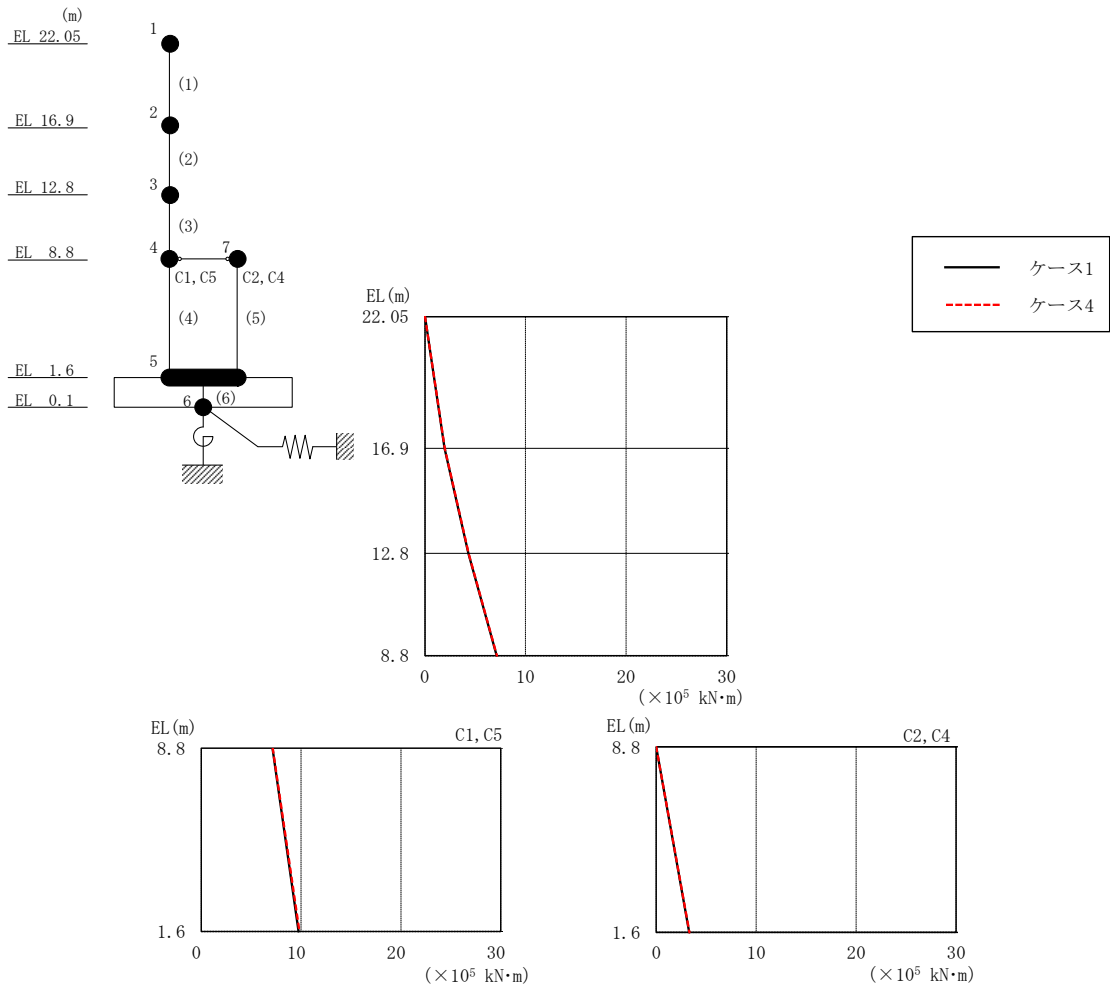 (m)
EL 22.05
1
(1)
EL 16.9
2
(2)
EL 12.8
3
(3)
EL 8.8
4
7
C1,C5
C2,C4
(4)
(5)
EL 1.6
5
EL 0.1
6
(6)
ケース1
ケース4
EL(m)
22.05
16.9
12.8
8.8
0
10
20
30
(×10⁵ kN・m)
EL(m)
C1,C5
8.8
1.6
0
10
20
30
(×10⁵ kN・m)
EL(m)
C2,C4
8.8
1.6
0
10
20
30
(×10⁵ kN・m)